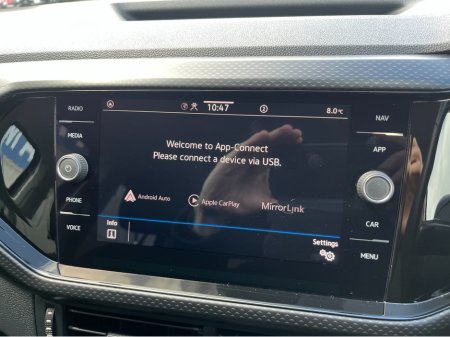 RADIO
MEDIA
PHONE
VOICE
10:47
2
8.0°C
Welcome to App-Connect
Please connect a device via USB.
Android Auto
Apple CarPlay
MirrorLink
Info
Settings
NAV
APP
CAR
MENU